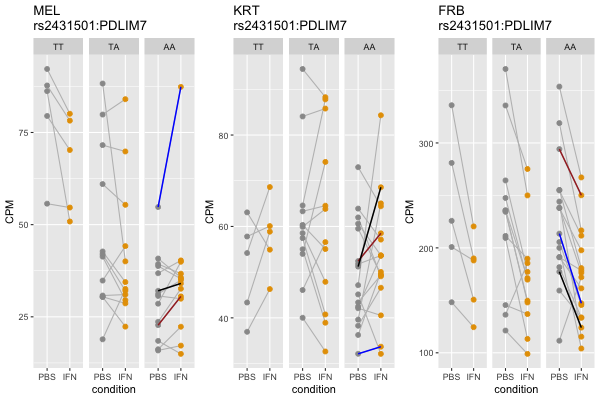 MEL
rs2431501:PDLIM7
TT
TA
AA
CPM
75
50
25
PBS IFN PBS IFN PBS IFN
condition
KRT
rs2431501:PDLIM7
TT
TA
AA
CPM
80
60
40
PBS IFN PBS IFN PBS IFN
condition
FRB
rs2431501:PDLIM7
TT
TA
AA
CPM
300
200
100
PBS IFN PBS IFN PBS IFN
condition